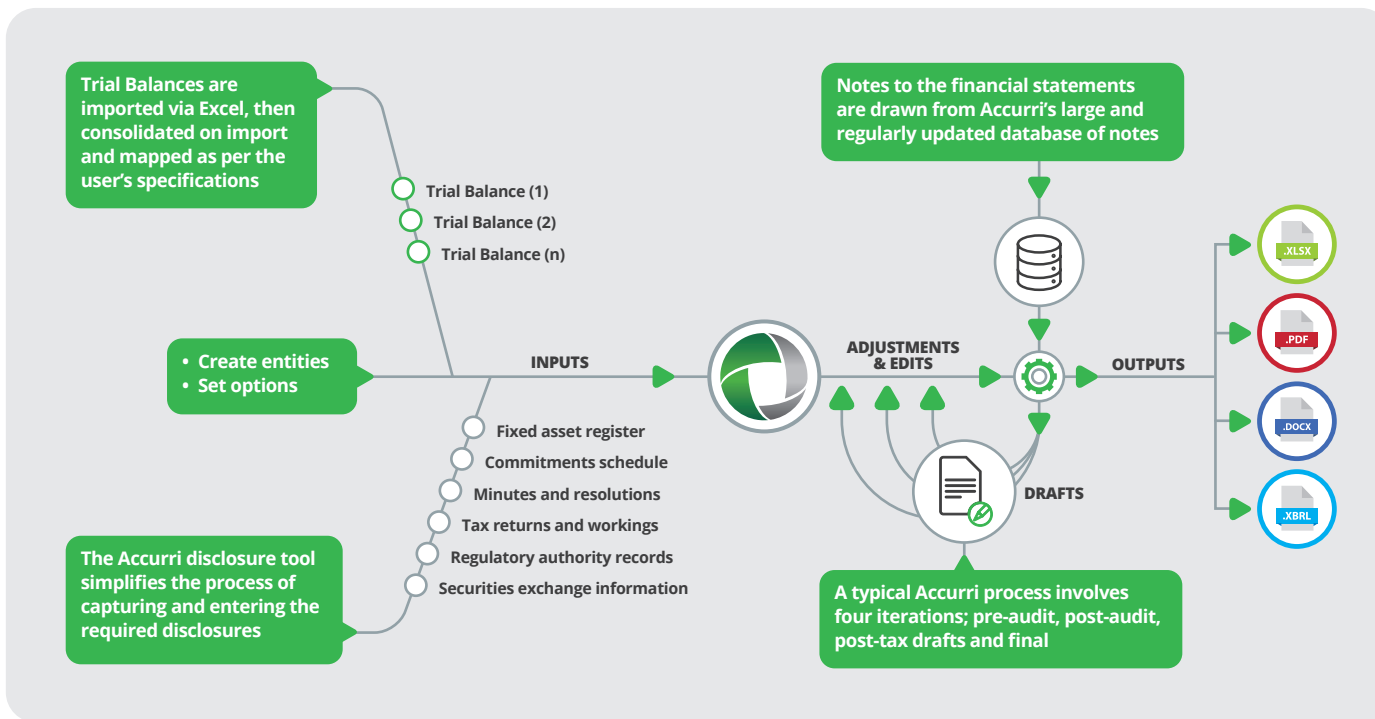 Trial Balances are
imported via Excel, then
consolidated on import
and mapped as per the
user’s specifications
Trial Balance (1)
Trial Balance (2)
Trial Balance (n)
• Create entities
• Set options
INPUTS
Fixed asset register
Commitments schedule
Minutes and resolutions
Tax returns and workings
Regulatory authority records
Securities exchange information
The Accurri disclosure tool
simplifies the process of
capturing and entering the
required disclosures
Notes to the financial statements
are drawn from Accurri’s large and
regularly updated database of notes
ADJUSTMENTS
& EDITS
OUTPUTS
DRAFTS
A typical Accurri process involves
four iterations; pre-audit, post-audit,
post-tax drafts and final
.XLSX
.PDF
.DOCX
.XBRL